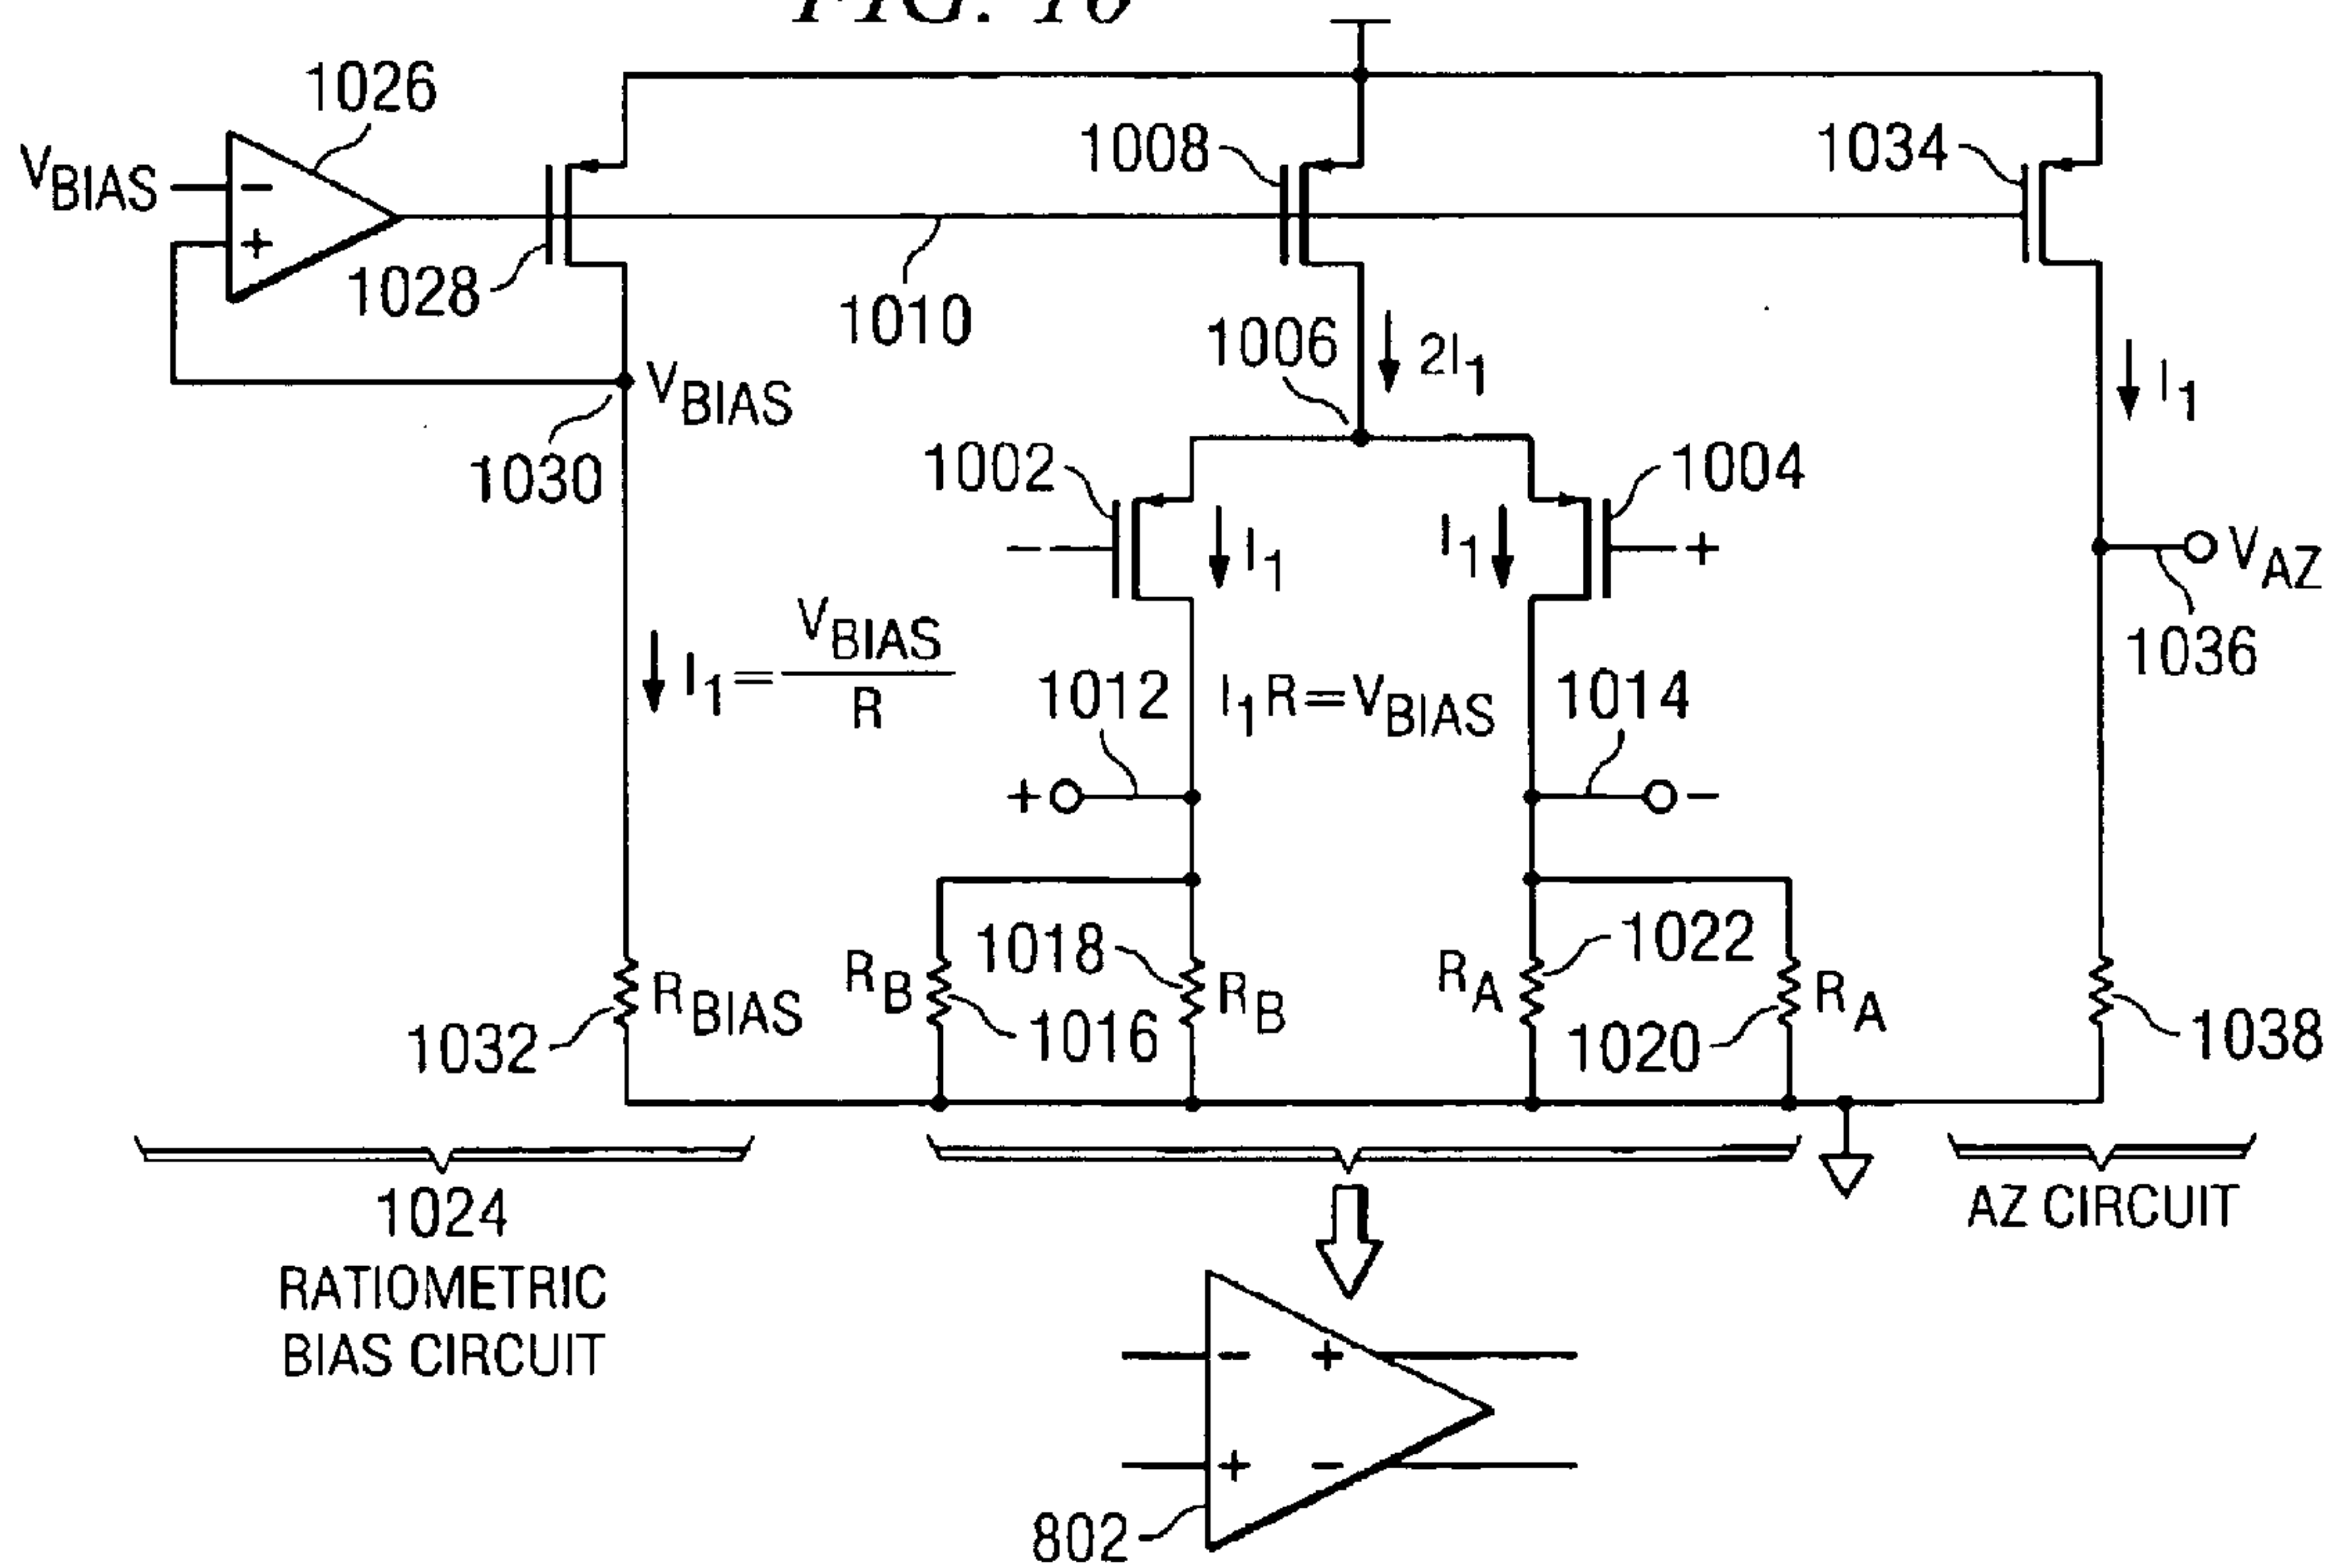 FIG. 10
1026
VBIAS
-
+
1028
1010
1008
1034
1006
2I1
I1
VBIAS
1030
1002
1004
-
I1
I1
+
VAZ
1036
I1=VBIAS
R
1012
I1R=VBIAS
1014
+
-
RBIAS
1032
RB
1018
1016
RB
RA
1022
1020
RA
1038
1024
RATIOMETRIC
BIAS CIRCUIT
AZ CIRCUIT
- +
+ -
802